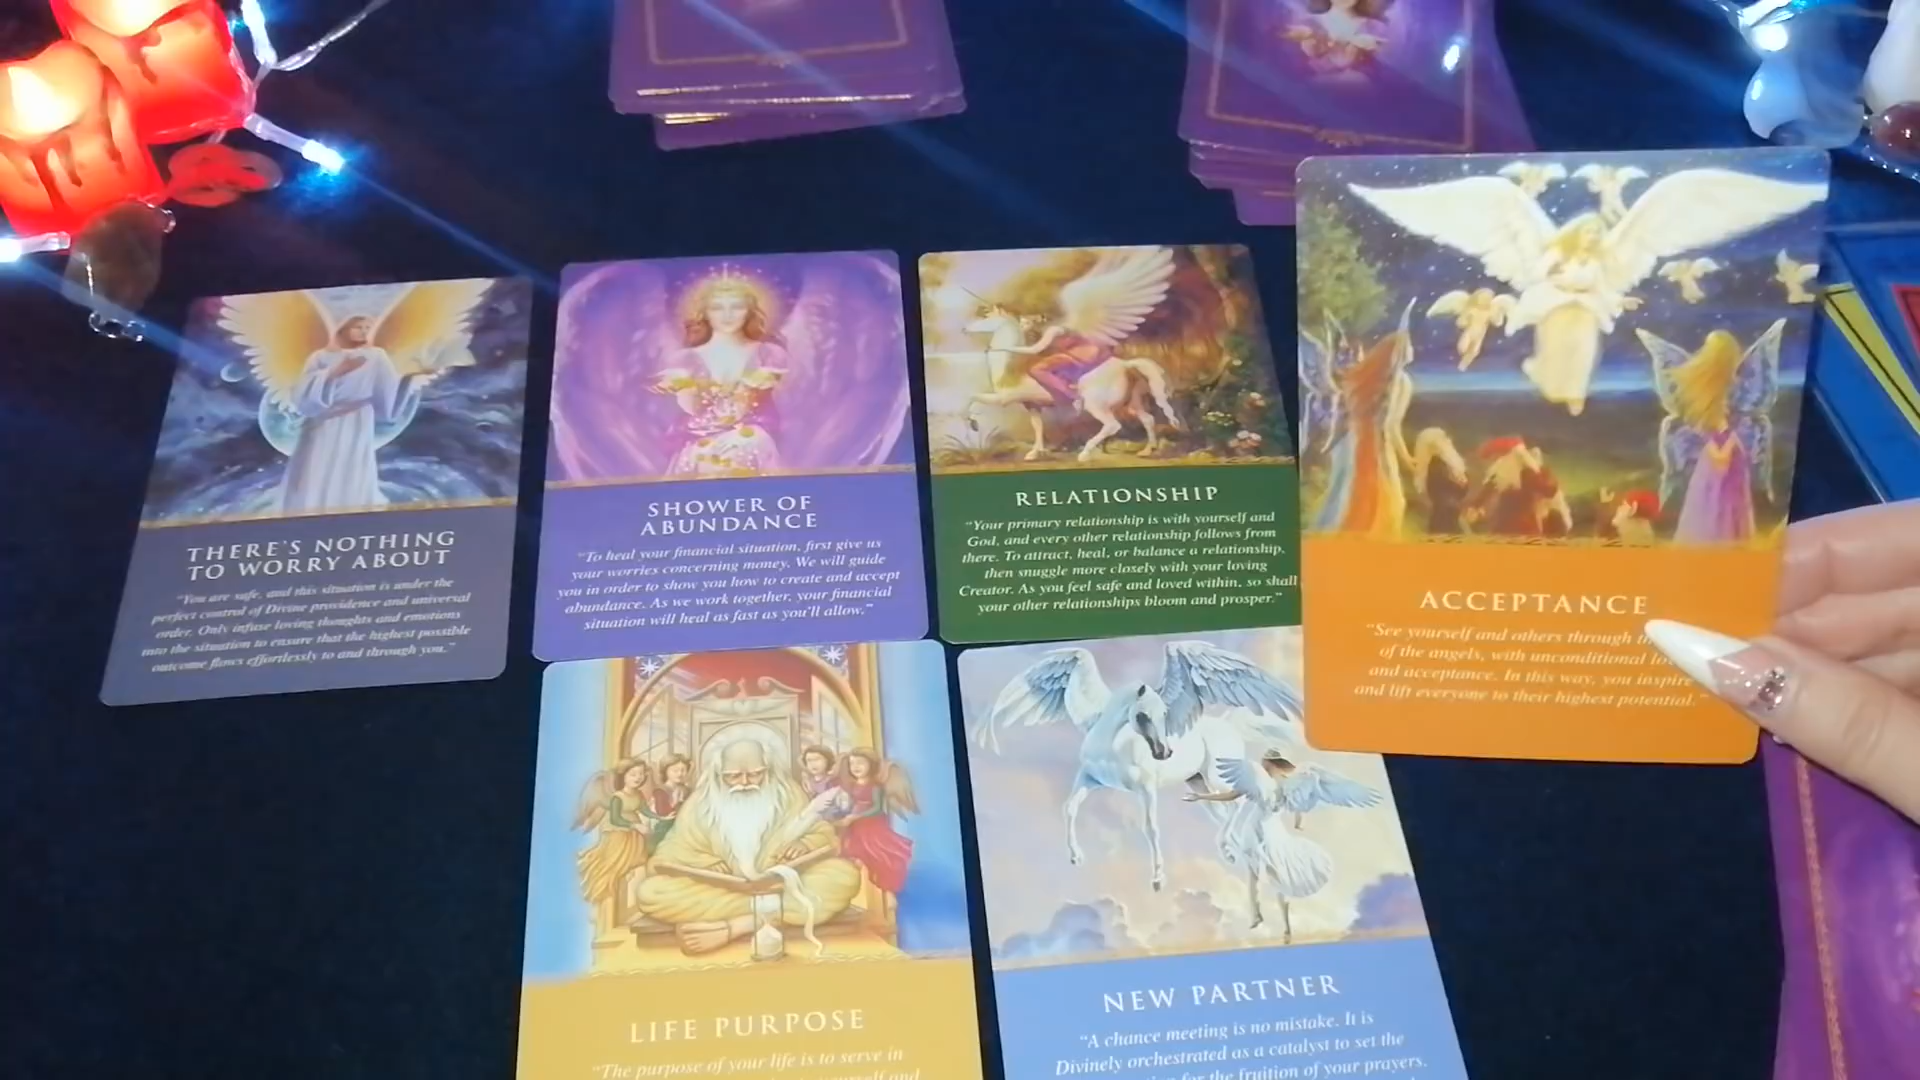 THERE'S NOTHING
TO WORRY ABOUT
"You are safe, and this situation is under the
perfect control of Divine providence and universal
order. Only infuse loving thoughts and emotions
into the situation to ensure that the highest possible
outcome flows effortlessly to and through you."
SHOWER OF
ABUNDANCE
"To heal your financial situation, first give us
your worries concerning money. We will guide
you in order to show you how to create and accept
abundance. As we work together, your financial
situation will heal as fast as you'll allow."
RELATIONSHIP
"Your primary relationship is with yourself and
God, and every other relationship follows from
there. To attract, heal, or balance a relationship,
then snuggle more closely with your loving
Creator. As you feel safe and loved within, so shall
your other relationships bloom and prosper."
ACCEPTANCE
"See yourself and others through
of the angels, with unconditional
and acceptance. In this way, you inspire
and lift everyone to their highest potential."
LIFE PURPOSE
"The purpose of your life is to serve in
yourself and
NEW PARTNER
"A chance meeting is no mistake. It is
Divinely orchestrated as a catalyst to set the
for the fruition of your prayers.